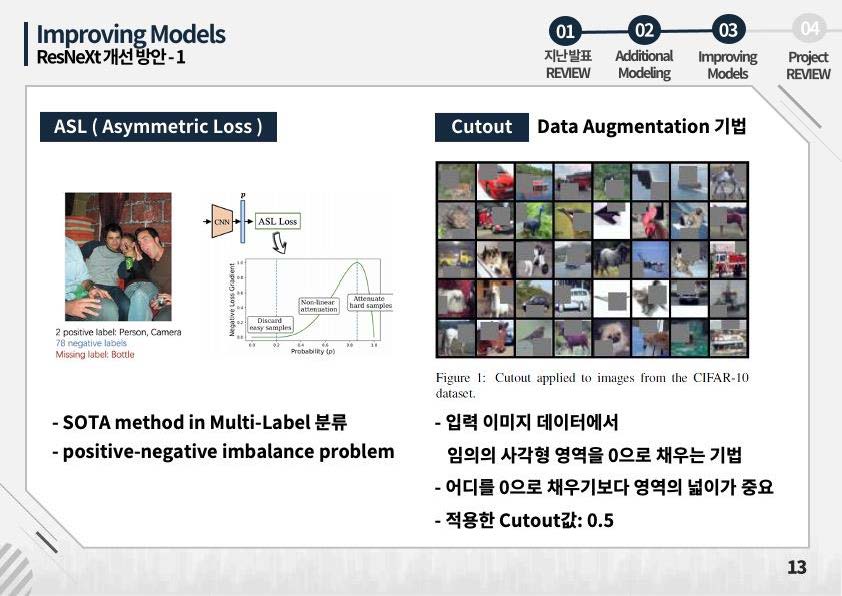 Improving Models
ResNeXt 개선 방안 - 1
01
지난 발표
REVIEW
02
Additional
Modeling
03
Improving
Models
04
Project
REVIEW
ASL ( Asymmetric Loss )
p
CNN
ASL Loss
Negative Loss Gradient
1.0
0.8
0.6
0.4
0.2
0.0
Discard
easy samples
Non-linear
attenuation
Attenuate
hard samples
0.0 0.2 0.4 0.6 0.8 1.0
Probability (p)
2 positive label: Person, Camera
78 negative labels
Missing label: Bottle
- SOTA method in Multi-Label 분류
- positive-negative imbalance problem
Cutout Data Augmentation 기법
Figure 1: Cutout applied to images from the CIFAR-10
dataset.
- 입력 이미지 데이터에서
임의의 사각형 영역을 0으로 채우는 기법
- 어디를 0으로 채우기보다 영역의 넓이가 중요
- 적용한 Cutout값: 0.5
13